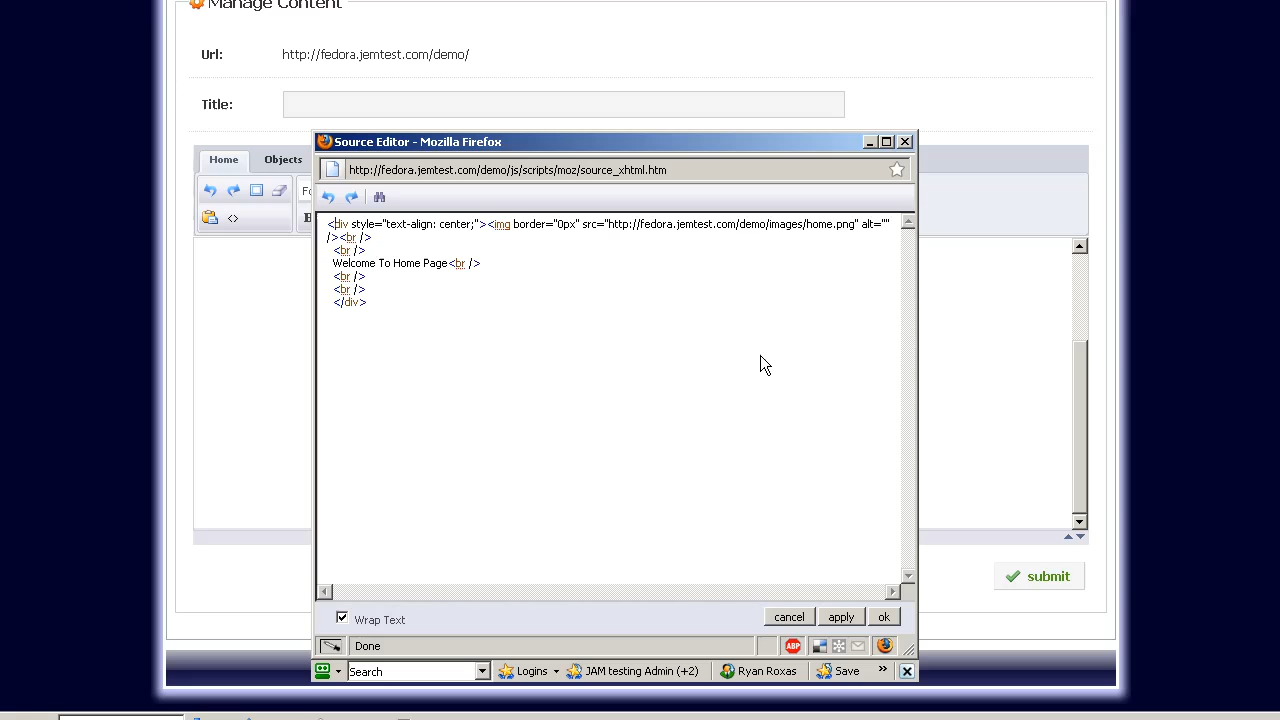 Manage Content
Url: http://fedora.jemtest.com/demo/
Title:
Source Editor - Mozilla Firefox
Home Objects
http://fedora.jemtest.com/demo/js/scripts/moz/source_xhtml.htm
<div style="text-align: center;"><img border="0px" src="http://fedora.jemtest.com/demo/images/home.png" alt=""
/><br />
<br />
Welcome To Home Page<br />
<br />
<br />
</div>
submit
Wrap Text cancel apply ok
Done ABP
Search Logins JAM testing Admin (+2) Ryan Roxas Save »